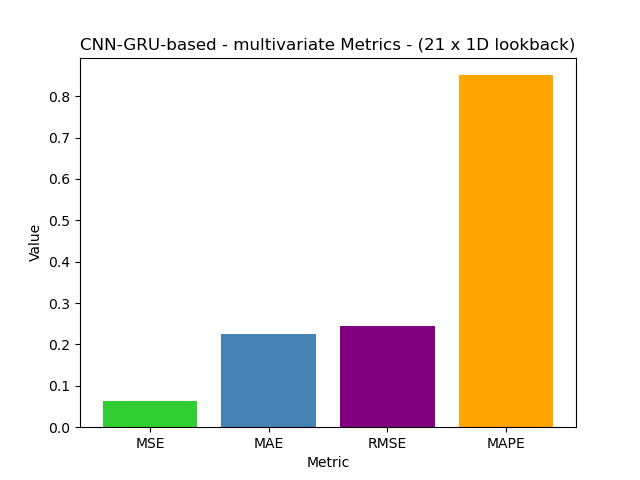 CNN-GRU-based - multivariate Metrics - (21 x 1D lookback)
0.8
0.7
0.6
0.5
0.4
0.3
0.2
0.1
0.0
Value
MSE MAE RMSE MAPE
Metric